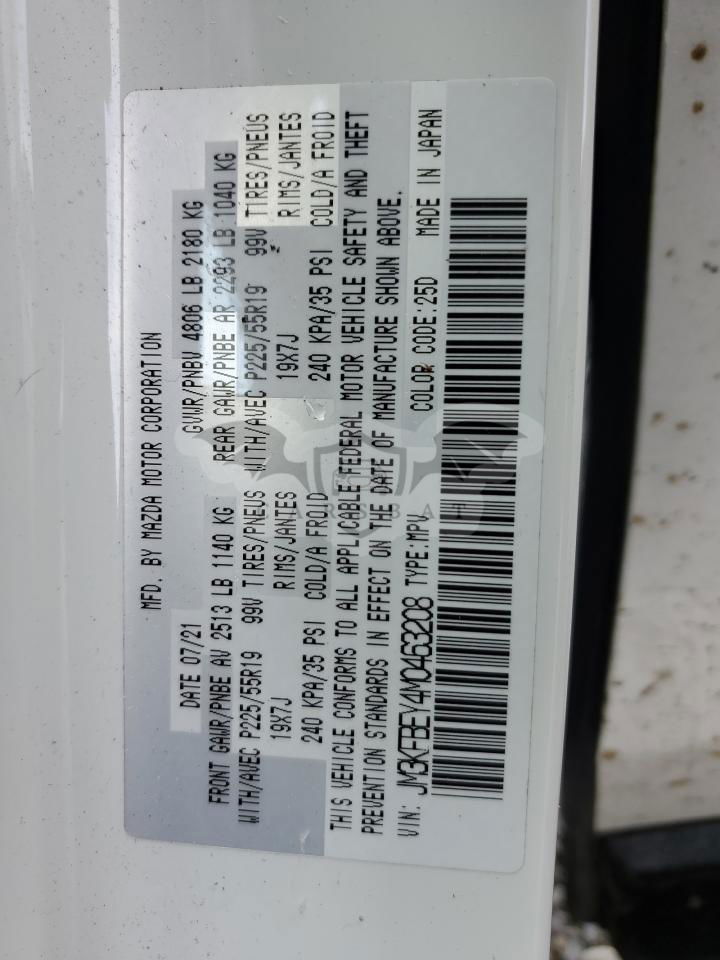 MFD. BY MAZDA MOTOR CORPORATION
DATE 07/21 GVWR/PNBV 4806 LB 2180 KG
FRONT GAWR/PNBE AV 2513 LB 1140 KG REAR GAWR/PNBE AR 2293 LB 1040 KG
WITH/AVEC P225/55R19 99V TIRES/PNEUS WITH/AVEC P225/55R19 99V TIRES/PNEUS
19X7J RIMS/JANTES 19X7J RIMS/JANTES
240 KPA/35 PSI COLD/A FROID 240 KPA/35 PSI COLD/A FROID
THIS VEHICLE CONFORMS TO ALL APPLICABLE FEDERAL MOTOR VEHICLE SAFETY AND THEFT
PREVENTION STANDARDS IN EFFECT ON THE DATE OF MANUFACTURE SHOWN ABOVE.
VIN: JM3KFBEY4M0463208 TYPE:MPV COLOR CODE:25D MADE IN JAPAN
CARSBAT